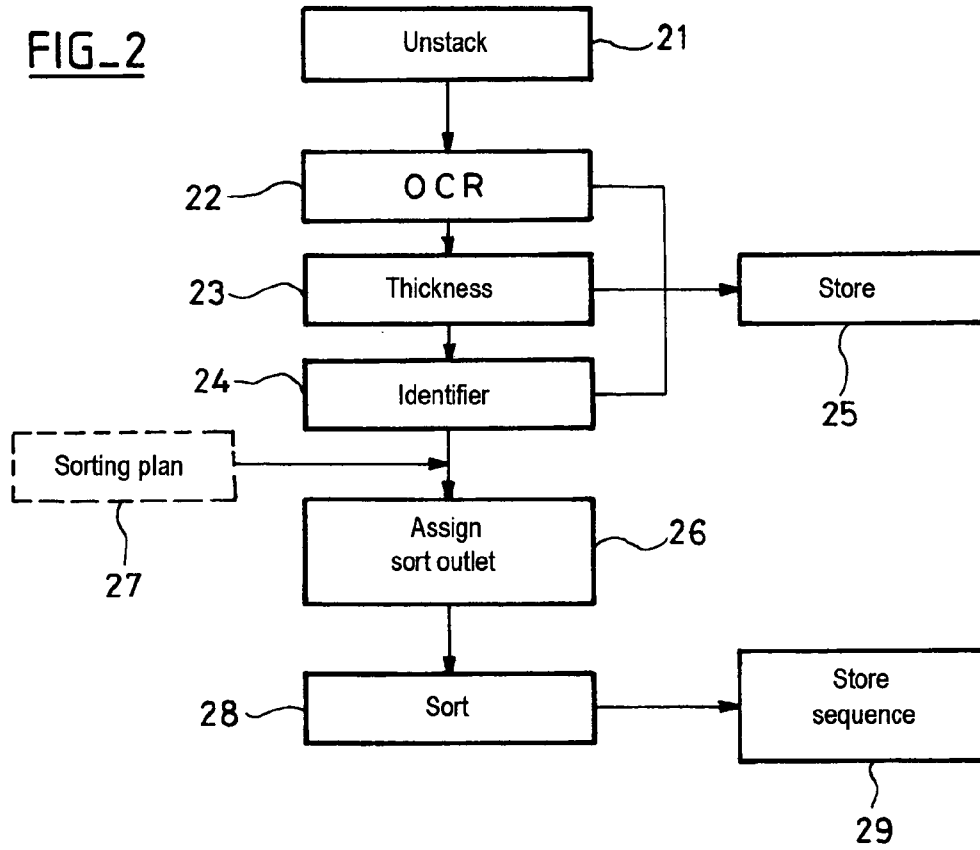 FIG_2
Unstack
21
OCR
22
Thickness
23
Store
25
Identifier
24
Sorting plan
27
Assign
sort outlet
26
Sort
28
Store
sequence
29